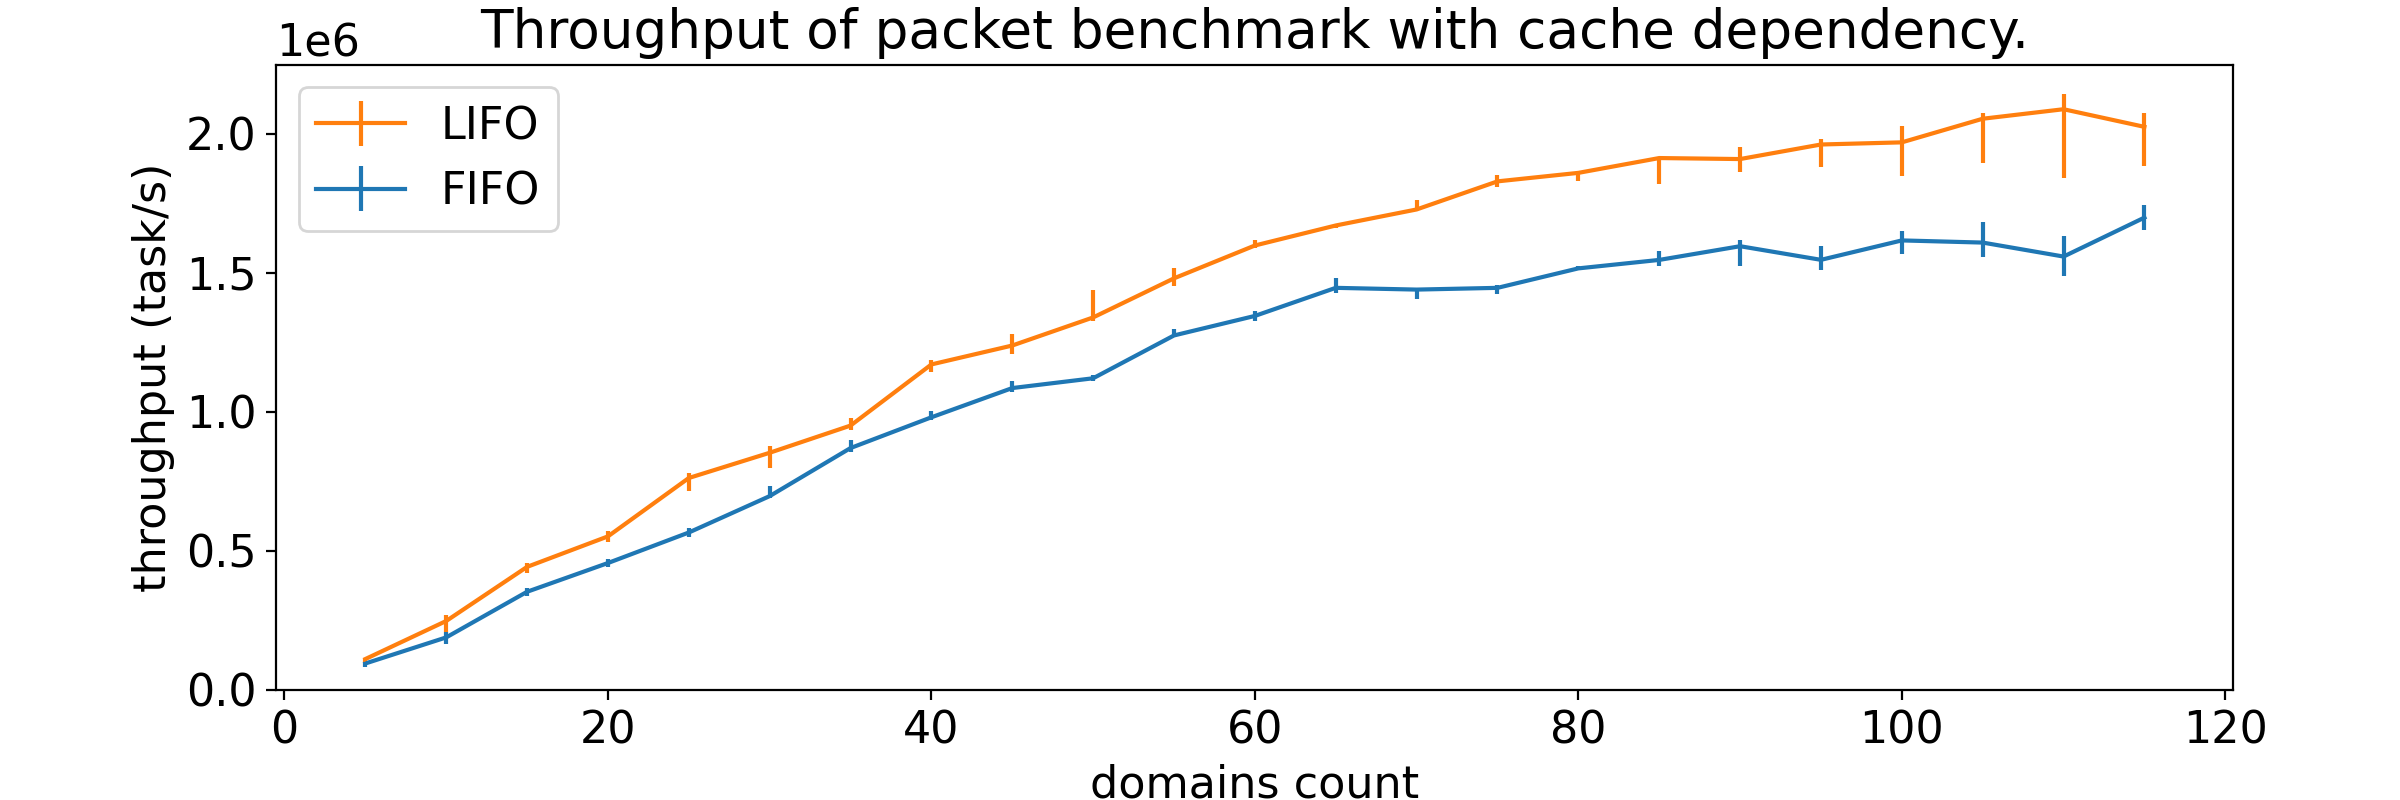 Throughput of packet benchmark with cache dependency.
1e6
LIFO
FIFO
2.0
1.5
1.0
0.5
0.0
throughput (task/s)
0 20 40 60 80 100 120
domains count